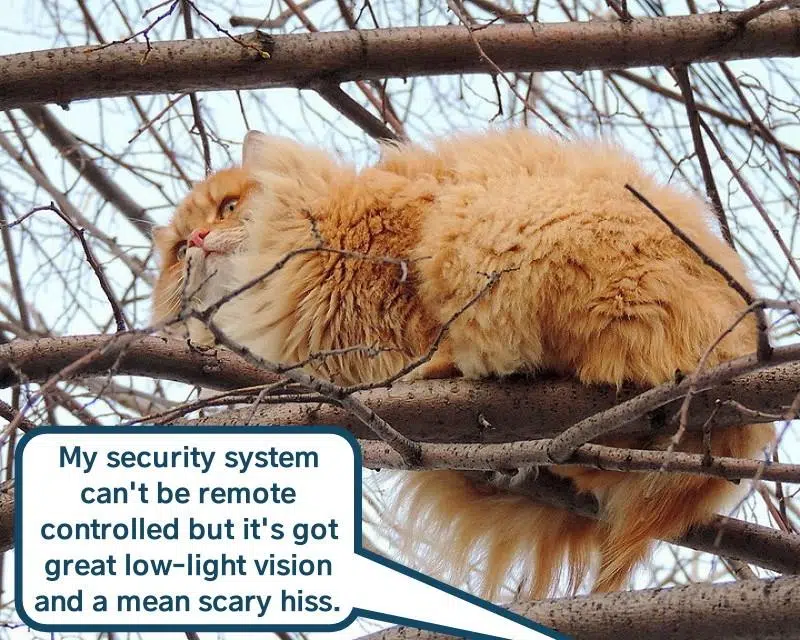 My security system
can't be remote
controlled but it's got
great low-light vision
and a mean scary hiss.